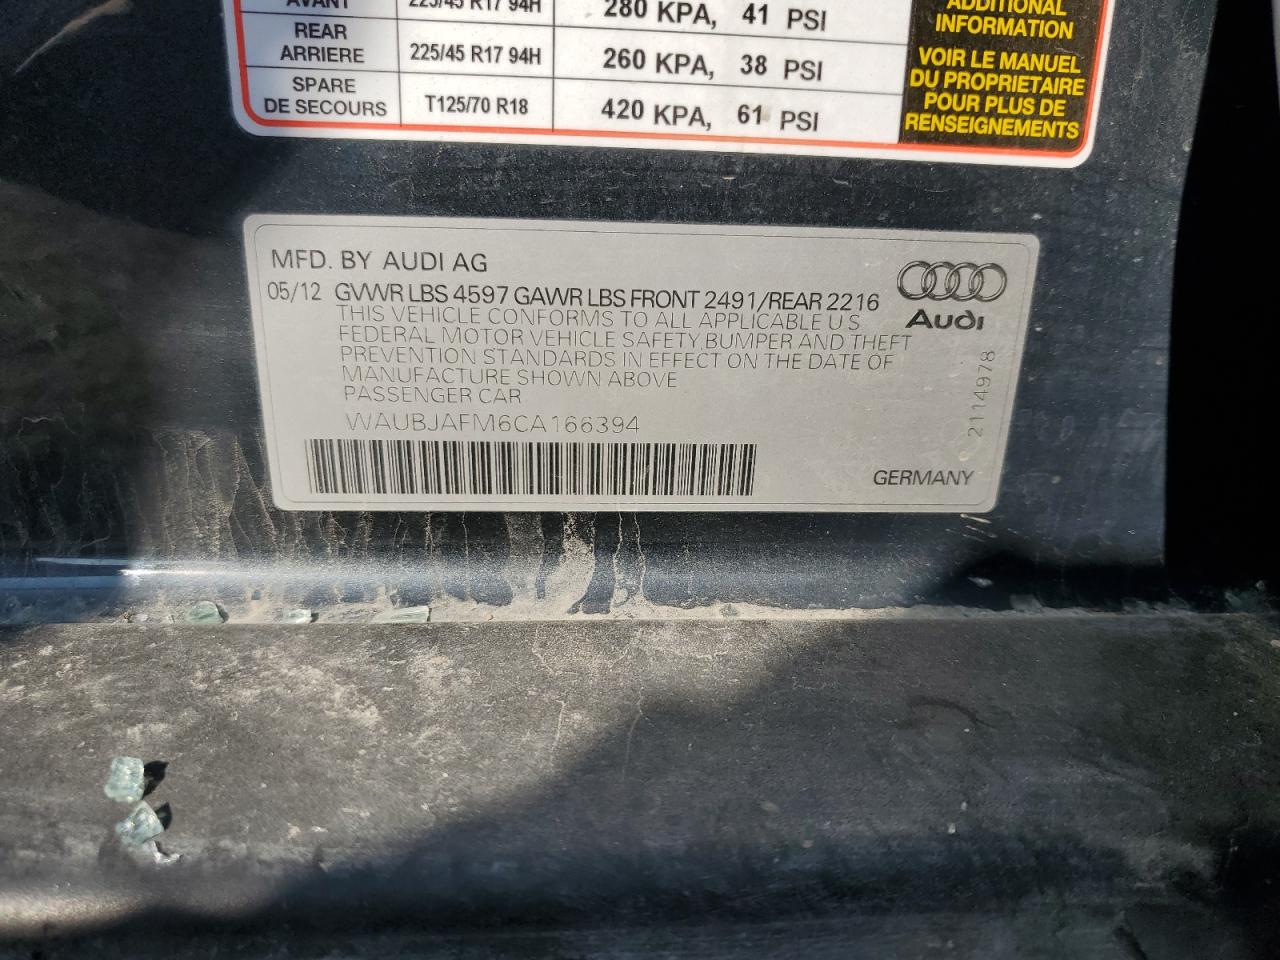 AVANT 225/45 R17 94H 280 KPA, 41 PSI
ADDITIONAL
INFORMATION
REAR
ARRIERE 225/45 R17 94H 260 KPA, 38 PSI
SPARE
DE SECOURS T125/70 R18 420 KPA, 61 PSI
VOIR LE MANUEL
DU PROPRIETAIRE
POUR PLUS DE
RENSEIGNEMENTS
MFD. BY AUDI AG
05/12 GVWR LBS 4597 GAWR LBS FRONT 2491/REAR 2216
THIS VEHICLE CONFORMS TO ALL APPLICABLE U S
FEDERAL MOTOR VEHICLE SAFETY, BUMPER AND THEFT
PREVENTION STANDARDS IN EFFECT ON THE DATE OF
MANUFACTURE SHOWN ABOVE
PASSENGER CAR
WAUBJAFM6CA166394
Audi
2114978
GERMANY